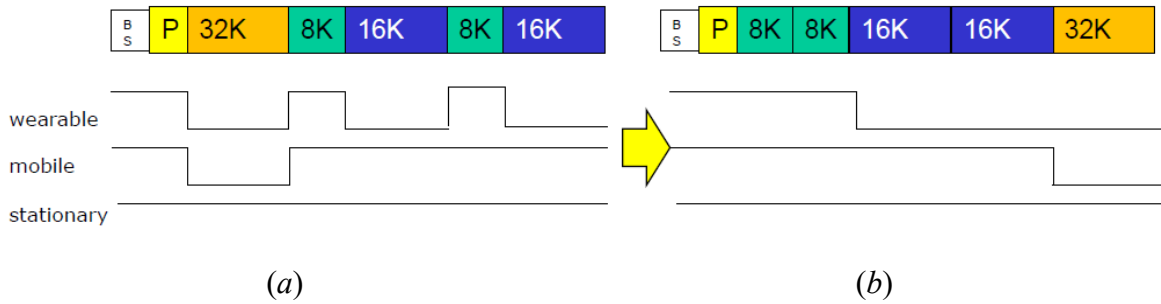 B S P 32K 8K 16K 8K 16K
B S P 8K 8K 16K 16K 32K
wearable
mobile
stationary
(a)
(b)